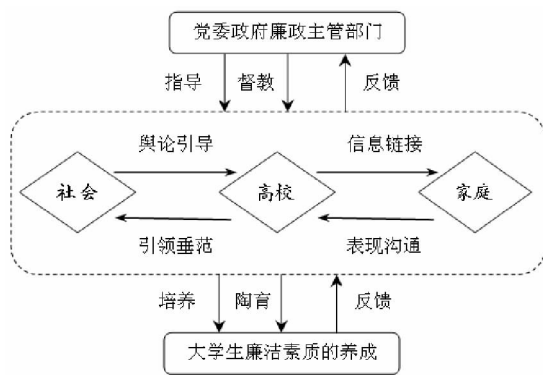 党委政府廉政主管部门
指导 督教 反馈
舆论引导 信息链接
社会 高校 家庭
引领垂范 表现沟通
培养 陶育 反馈
大学生廉洁素质的养成